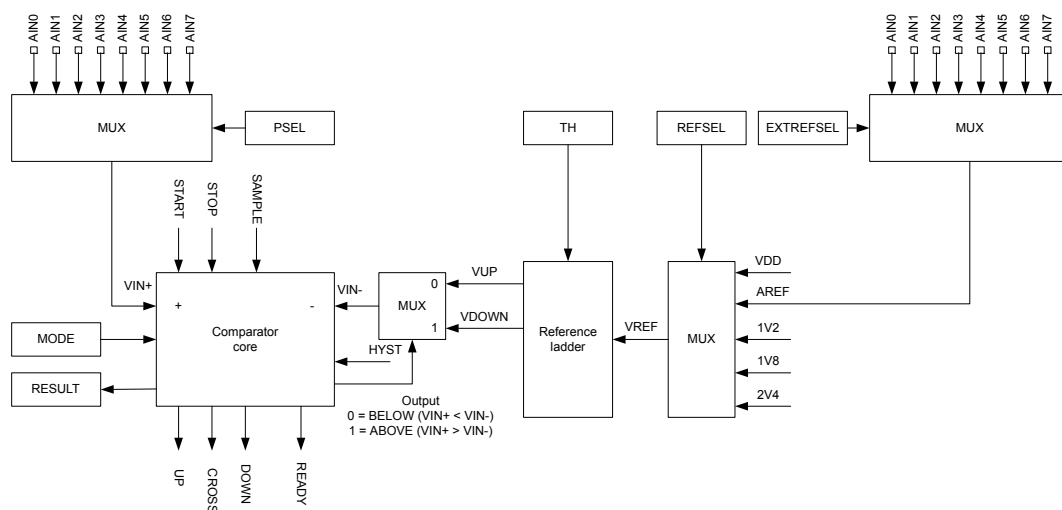 AIN0
AIN1
AIN2
AIN3
AIN4
AIN5
AIN6
AIN7
AIN0
AIN1
AIN2
AIN3
AIN4
AIN5
AIN6
AIN7
MUX
PSEL
TH
REFSEL
EXTREFSEL
MUX
START
STOP
SAMPLE
VIN+
+
-
VIN-
Comparator
core
MODE
RESULT
HYST
MUX
0
1
VUP
VDOWN
Reference
ladder
VREF
MUX
VDD
AREF
1V2
1V8
2V4
Output
0 = BELOW (VIN+ < VIN-)
1 = ABOVE (VIN+ > VIN-)
UP
CROSS
DOWN
READY